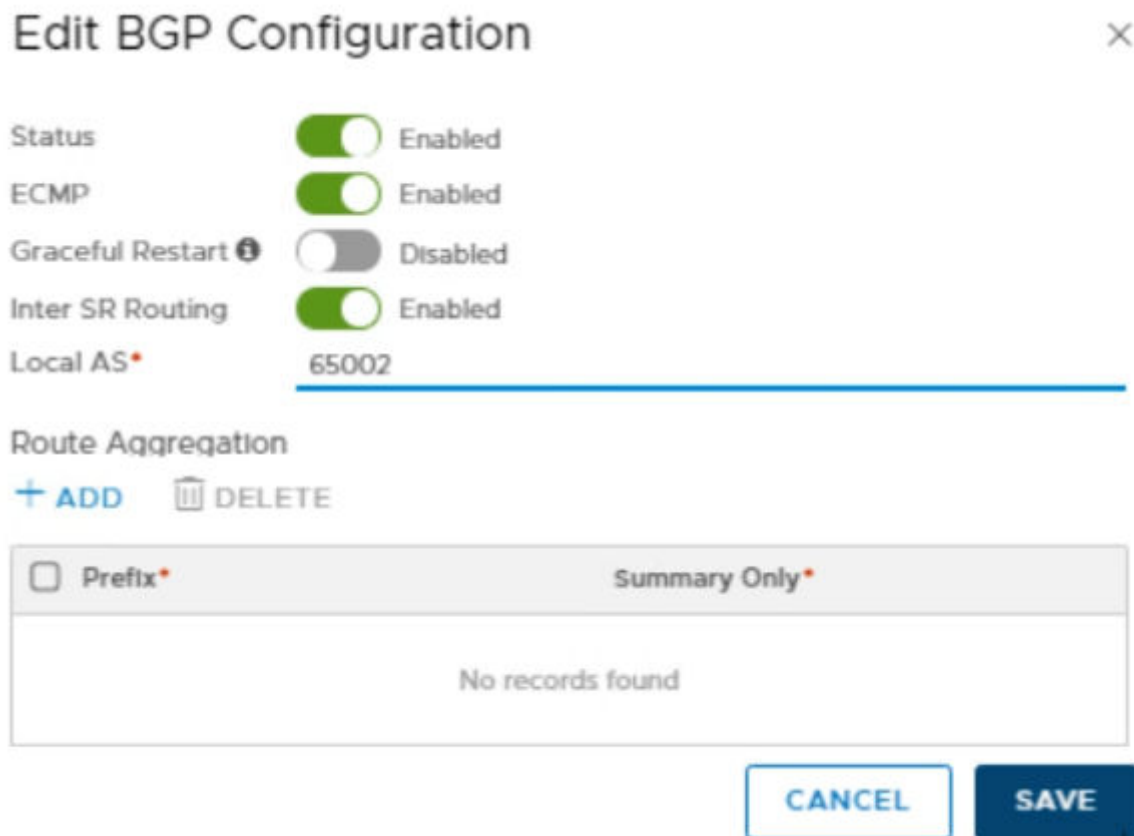 Edit BGP Configuration
Status Enabled
ECMP Enabled
Graceful Restart Disabled
Inter SR Routing Enabled
Local AS* 65002
Route Aggregation
+ ADD DELETE
Prefix* Summary Only*
No records found
CANCEL SAVE